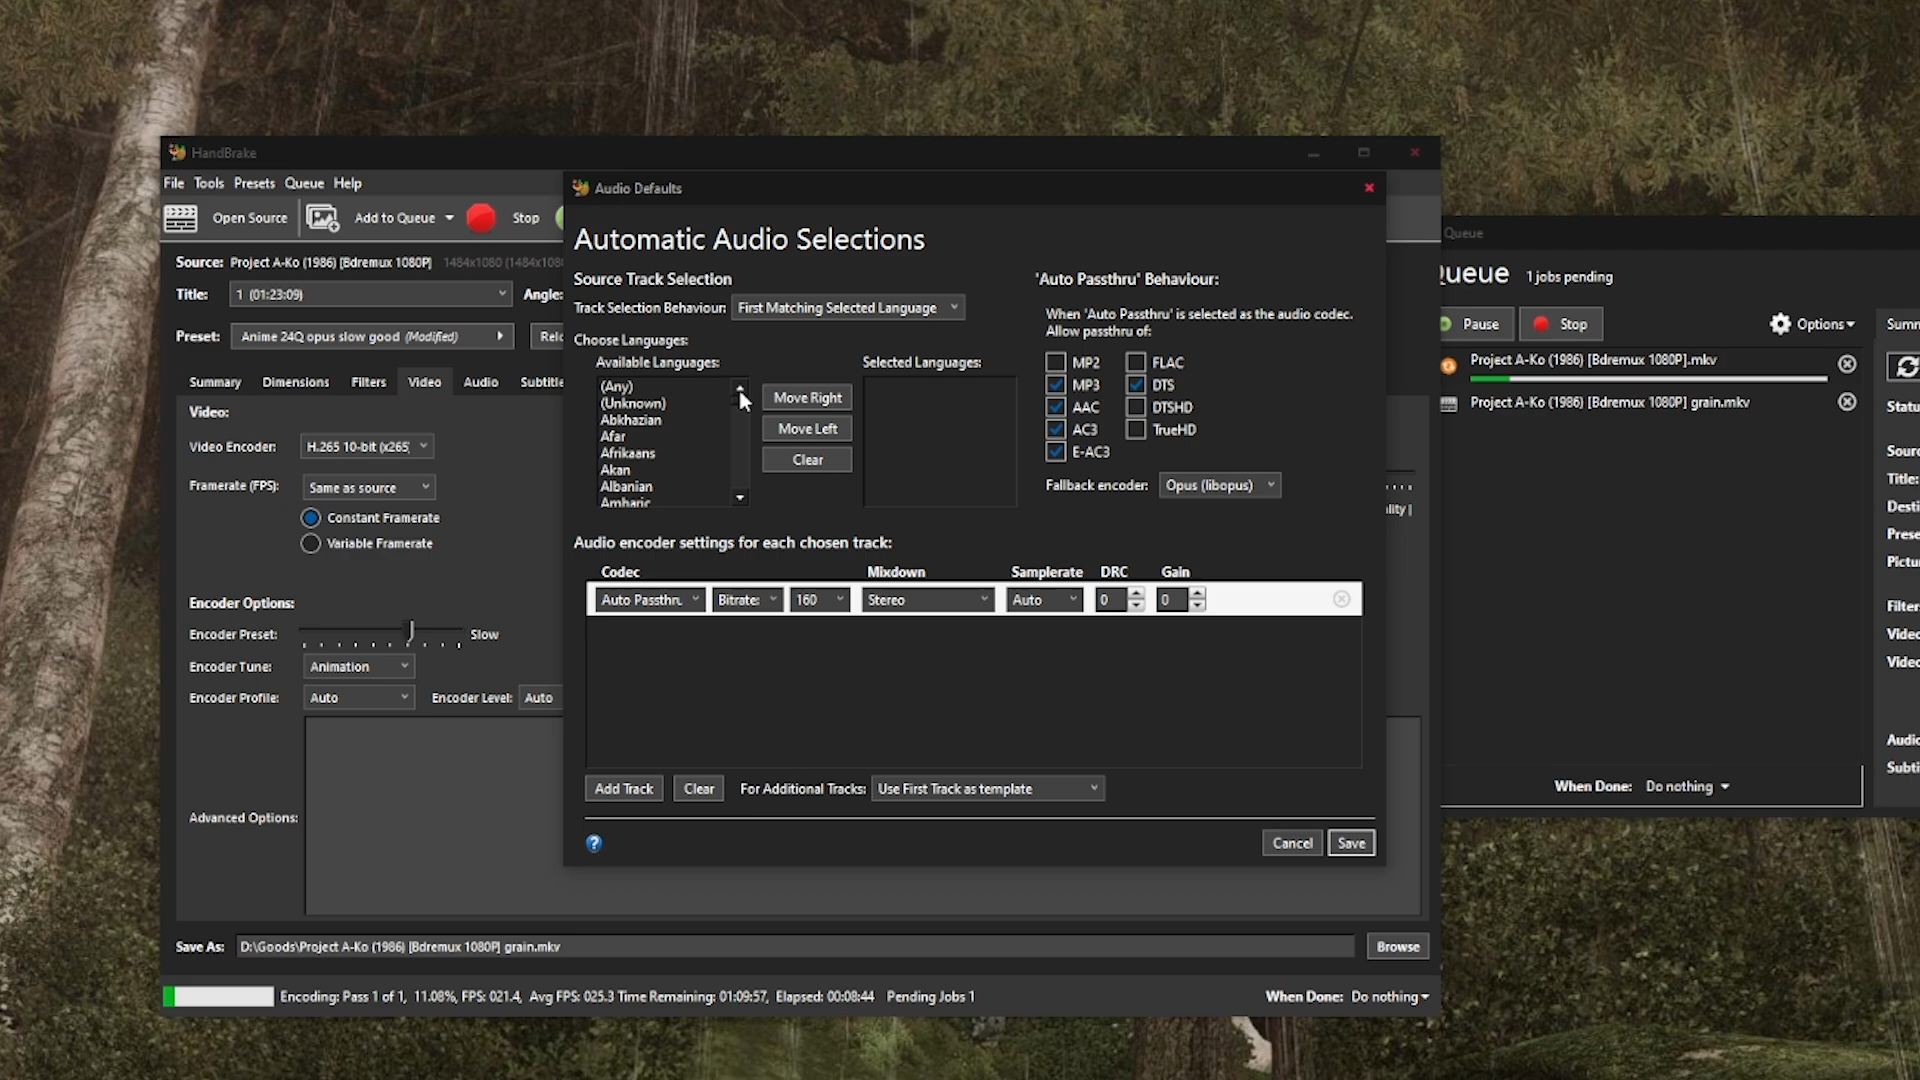 HandBrake
File Tools Presets Queue Help
Open Source
Add to Queue
Stop
Source: Project A-Ko (1986) [Bdremux 1080P] 1484x1080
Title: 1 (01:23:09)
Angle:
Preset: Anime 24Q opus slow good (Modified)
Summary Dimensions Filters Video Audio
Video:
Video Encoder: H.265 10-bit (x265)
Framerate (FPS): Same as source
Constant Framerate
Variable Framerate
Encoder Options:
Encoder Preset: Slow
Encoder Tune: Animation
Encoder Profile: Auto Encoder Level: Auto
Advanced Options:
Save As: D:\Goods\Project A-Ko (1986) [Bdremux 1080P] grain.mkv
Browse
Encoding: Pass 1 of 1, 11.08%, FPS: 021.4, Avg FPS: 025.3 Time Remaining: 01:09:57, Elapsed: 00:08:44 Pending Jobs 1
When Done: Do nothing
Audio Defaults
Automatic Audio Selections
Source Track Selection
Track Selection Behaviour: First Matching Selected Language
Choose Languages:
Available Languages:
(Any)
(Unknown)
Abkhazian
Afar
Afrikaans
Akan
Albanian
Amharic
Move Right
Move Left
Clear
Selected Languages:
'Auto Passthru' Behaviour:
When 'Auto Passthru' is selected as the audio codec.
Allow passthru of:
MP2 FLAC
MP3 DTS
AAC DTSHD
AC3 TrueHD
E-AC3
Fallback encoder: Opus (libopus)
Audio encoder settings for each chosen track:
Codec Mixdown Samplerate DRC Gain
Auto Passthru Bitrate: 160 Stereo Auto 0 0
Add Track Clear For Additional Tracks: Use First Track as template
Cancel Save
Queue
Queue 1 jobs pending
Pause Stop Options
Project A-Ko (1986) [Bdremux 1080P].mkv
Project A-Ko (1986) [Bdremux 1080P] grain.mkv
When Done: Do nothing
Title: